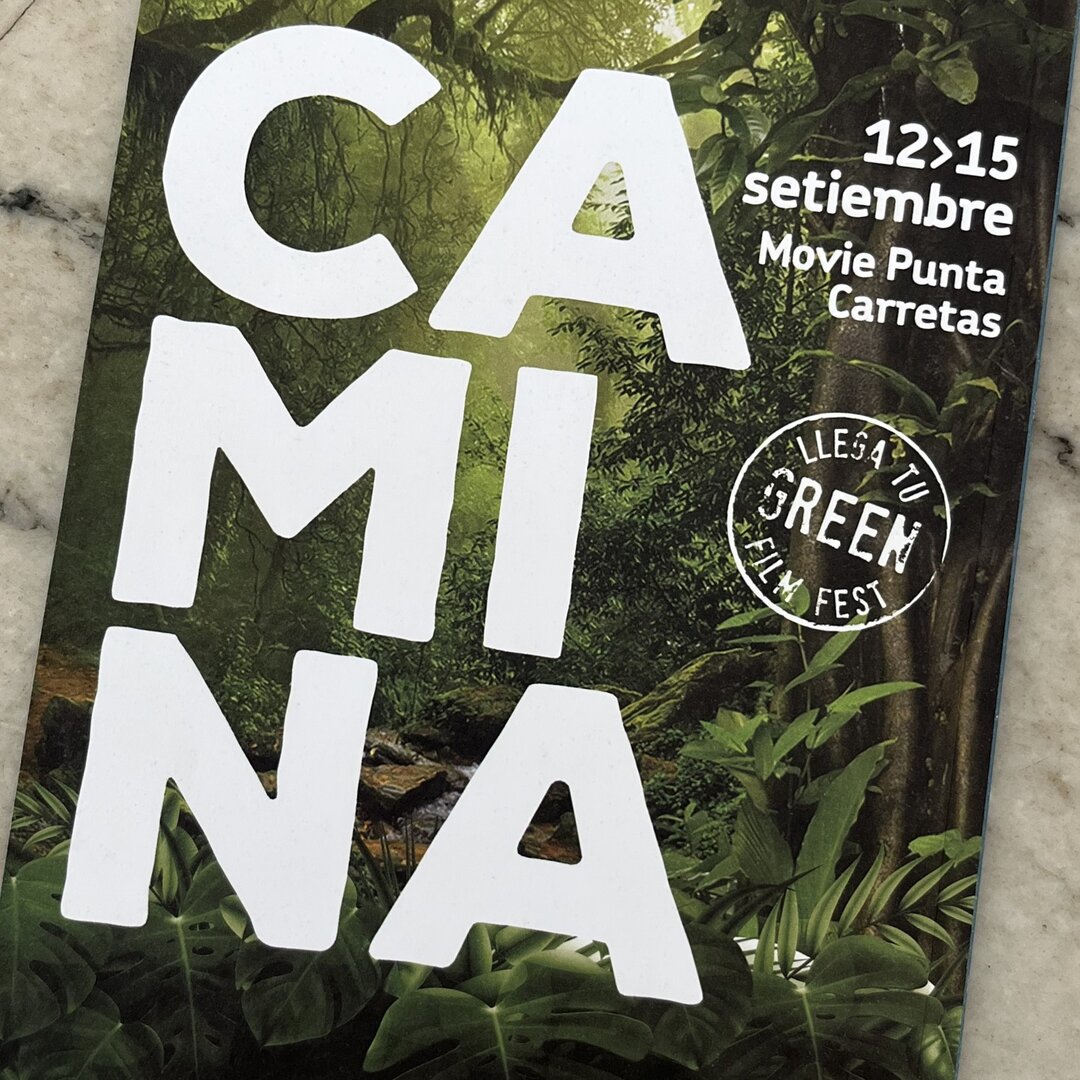 CA
MI
NA
12>15
setiembre
Movie Punta
Carretas
LLEGA TU
GREEN
FILM FEST